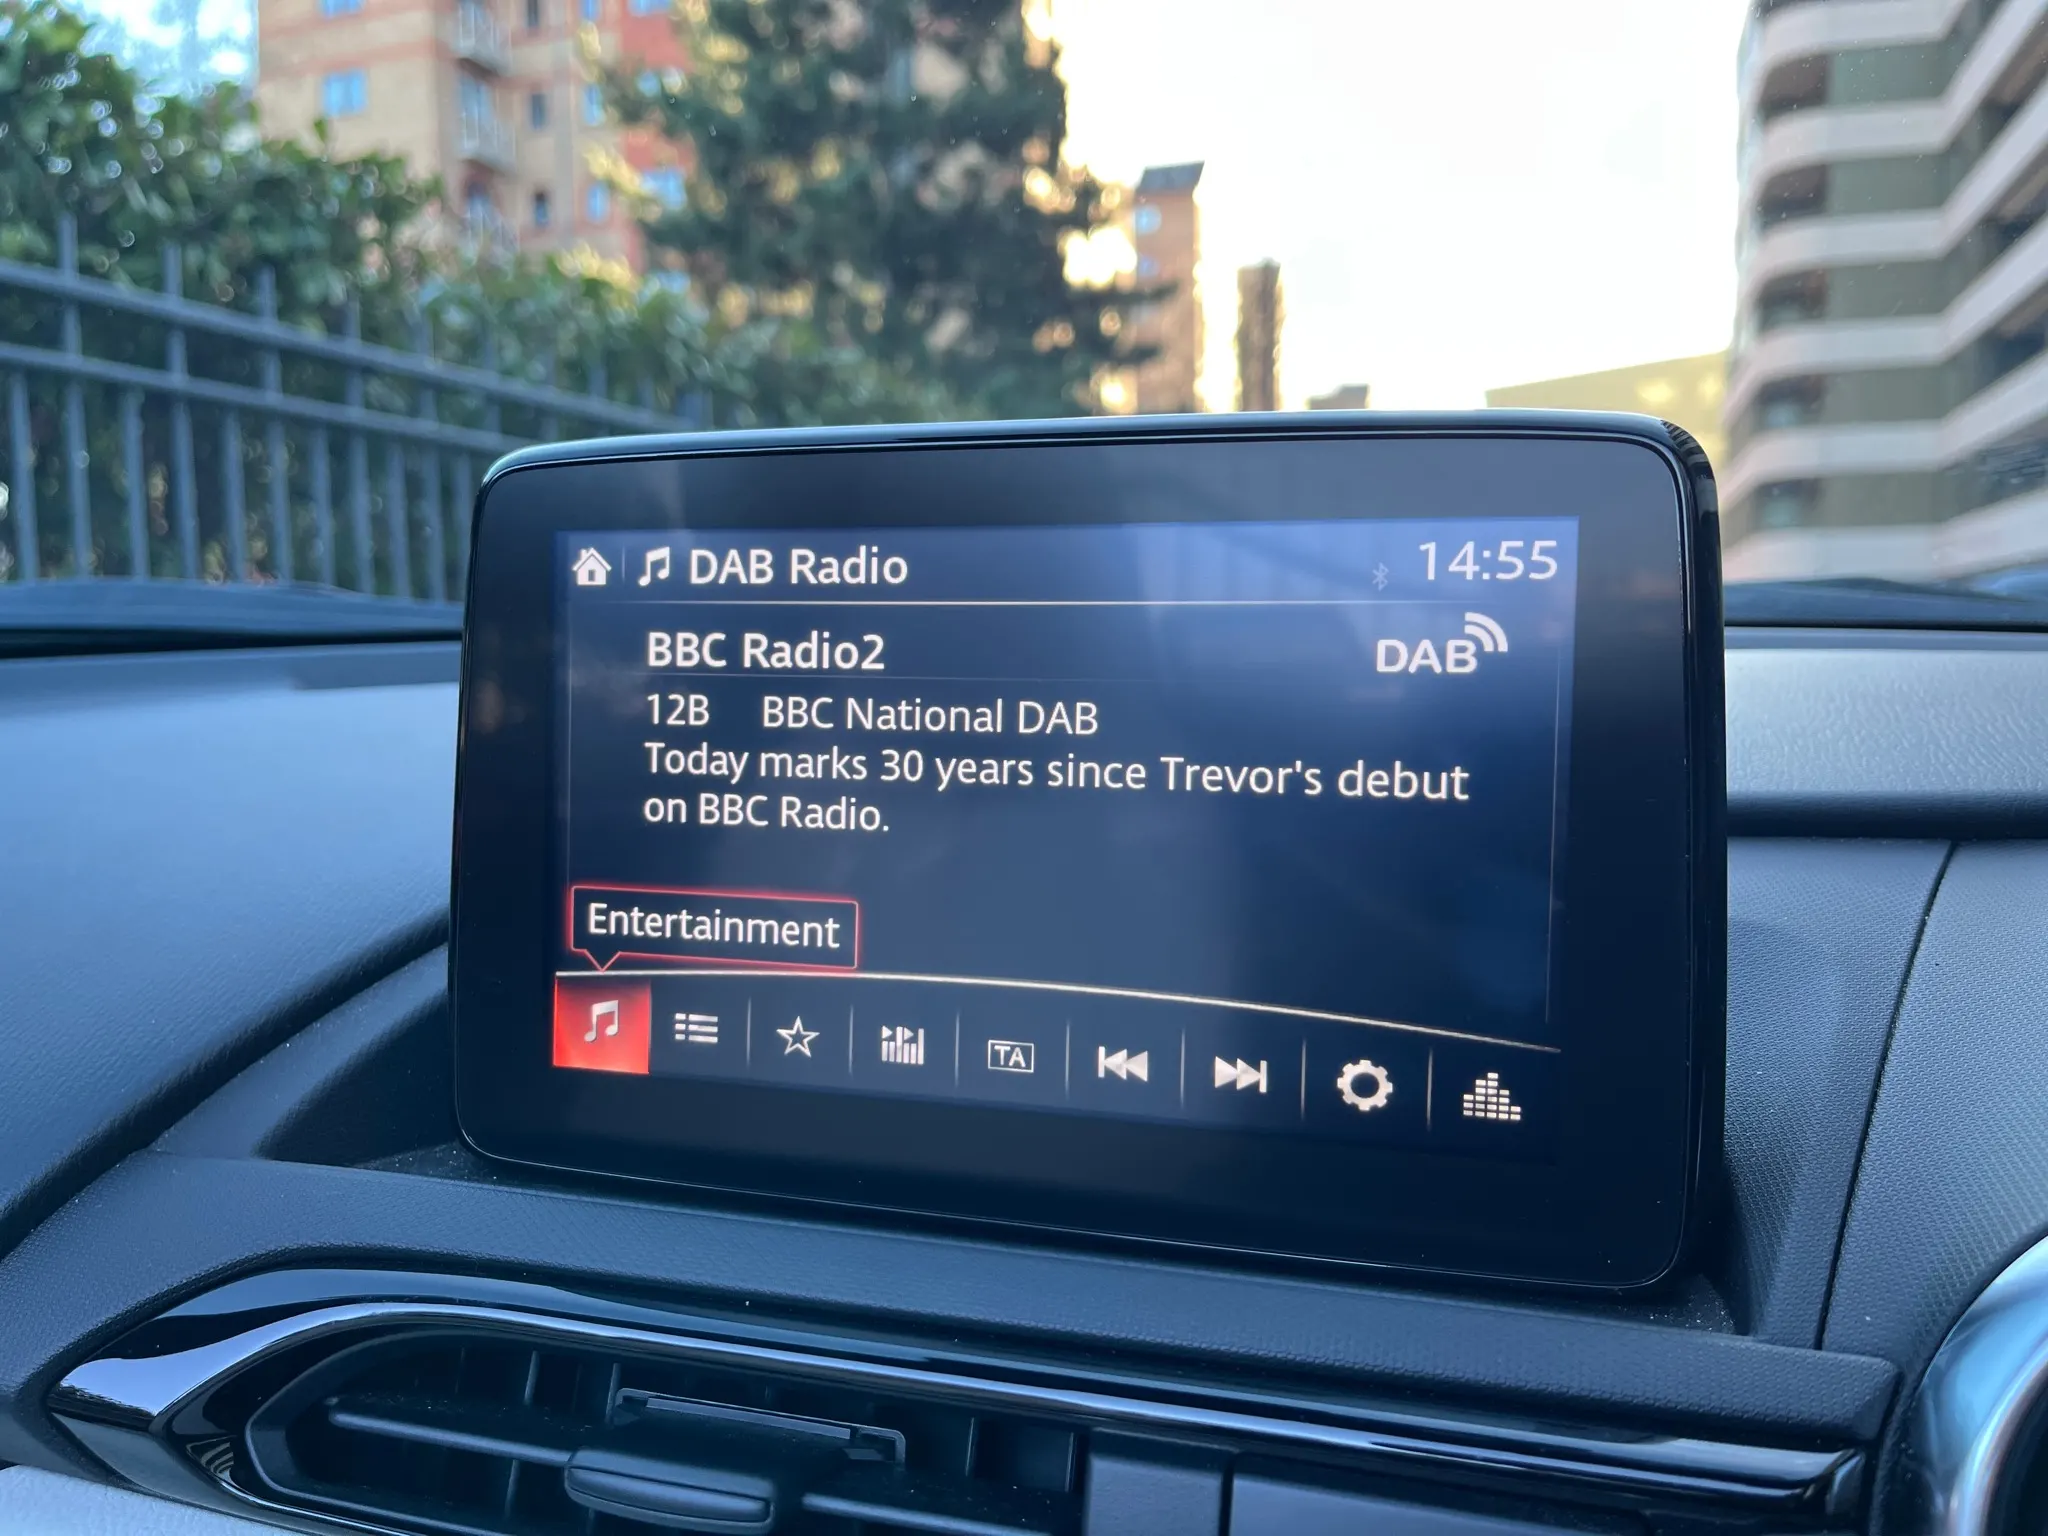 DAB Radio 14:55
BBC Radio2 DAB
12B BBC National DAB
Today marks 30 years since Trevor's debut
on BBC Radio.
Entertainment
TA